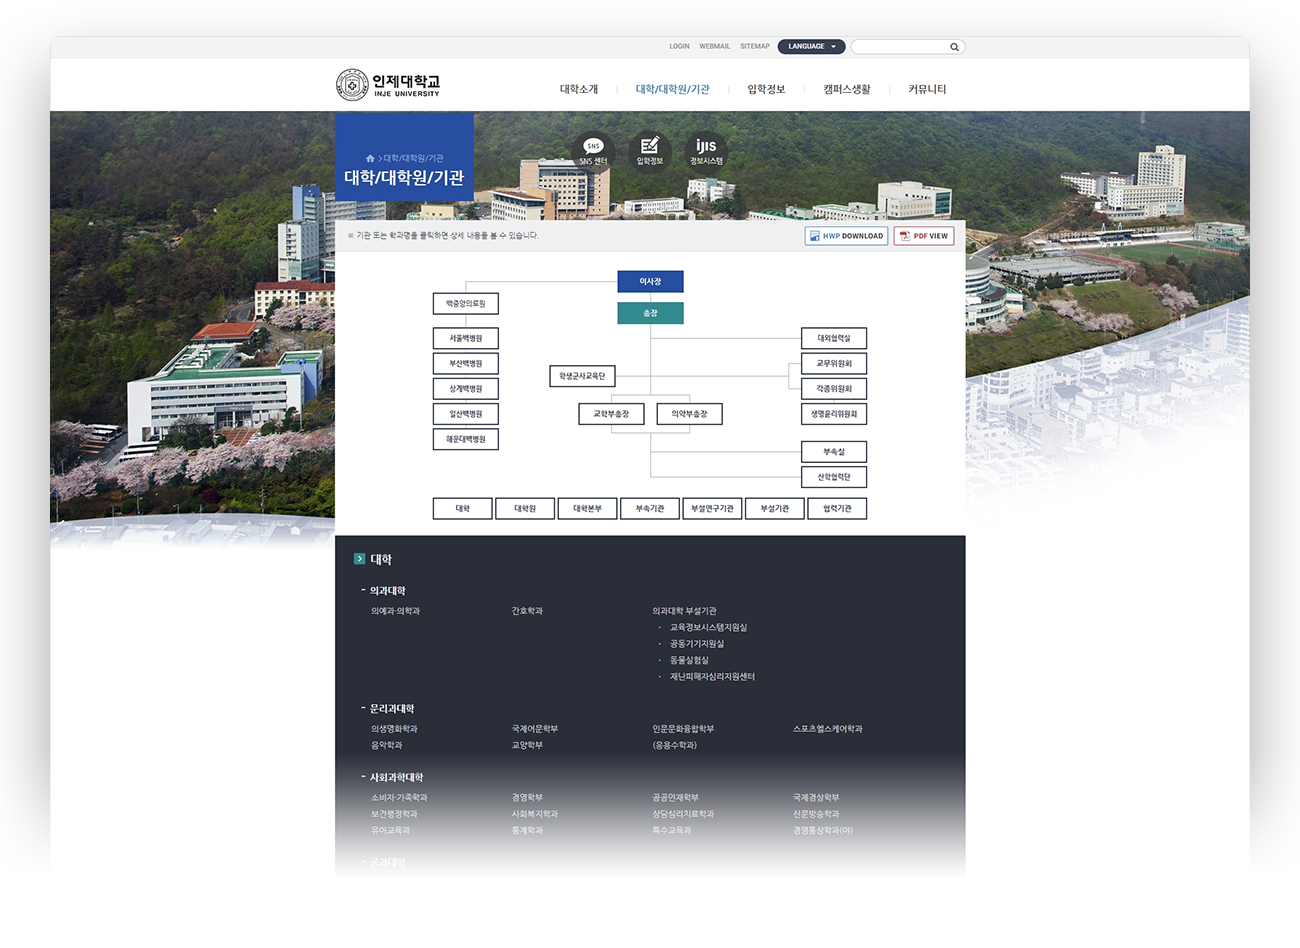 LOGIN WEBMAIL SITEMAP LANGUAGE
인제대학교
INJE UNIVERSITY
대학소개 대학/대학원/기관 입학정보 캠퍼스생활 커뮤니티
> 대학/대학원/기관
대학/대학원/기관
SNS
SNS 센터
입학정보
ijis
정보시스템
※ 기관 또는 학과명을 클릭하면 상세 내용을 볼 수 있습니다.
HWP DOWNLOAD
PDF VIEW
이사장
총장
백중앙의료원
서울백병원
부산백병원
상계백병원
일산백병원
해운대백병원
학생군사교육단
교학부총장
의약부총장
대외협력실
교무위원회
각종위원회
생명윤리위원회
부속실
산학협력단
대학 대학원 대학본부 부속기관 부설연구기관 부설기관 협력기관
대학
- 의과대학
의예과·의학과 간호학과 의과대학 부설기관
· 교육정보시스템지원실
· 공동기기지원실
· 동물실험실
· 재난피해자심리지원센터
- 문리과대학
의생명화학과 국제어문학부 인문문화융합학부 스포츠헬스케어학과
음악학과 교양학부 (응용수학과)
- 사회과학대학
소비자·가족학과 경영학부 공공인재학부 국제경상학부
보건행정학과 사회복지학과 상담심리치료학과 신문방송학과
유아교육과 통계학과 특수교육과 경영통상학과(야)
- 공과대학